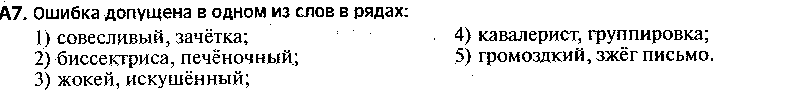 А7. Ошибка допущена в одном из слов в рядах:
1) совесливый, зачётка;
2) биссектриса, печёночный;
3) жокей, искушённый;
4) кавалерист, группировка;
5) громоздкий, зжёг письмо.